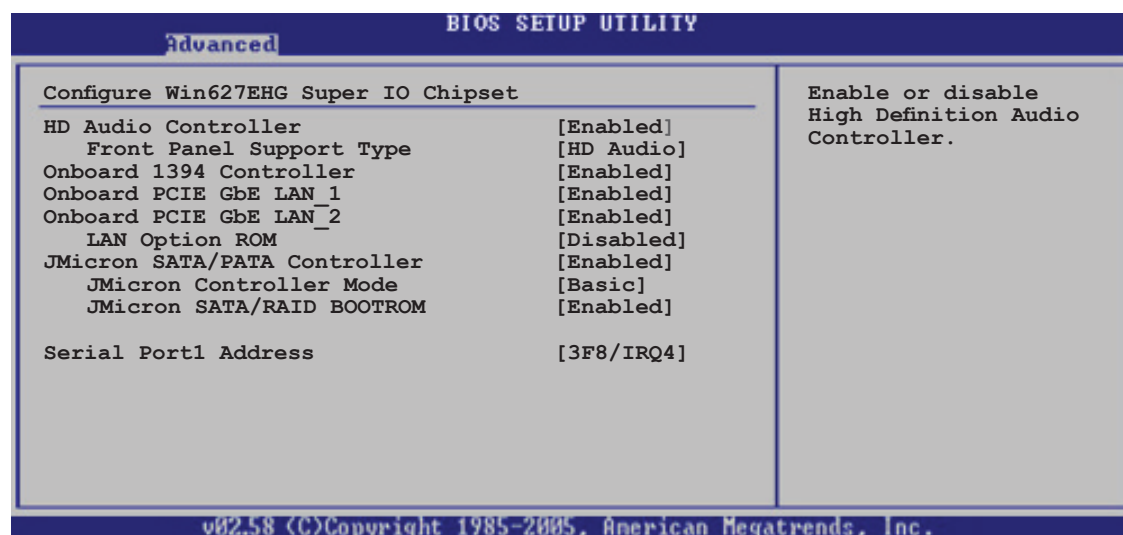 BIOS SETUP UTILITY
Advanced
Configure Win627EHG Super IO Chipset
HD Audio Controller [Enabled]
Front Panel Support Type [HD Audio]
Onboard 1394 Controller [Enabled]
Onboard PCIE GbE LAN_1 [Enabled]
Onboard PCIE GbE LAN_2 [Enabled]
LAN Option ROM [Disabled]
JMicron SATA/PATA Controller [Enabled]
JMicron Controller Mode [Basic]
JMicron SATA/RAID BOOTROM [Enabled]
Serial Port1 Address [3F8/IRQ4]
Enable or disable
High Definition Audio
Controller.
v02.58 (C)Copyright 1985-2005, American Megatrends, Inc.